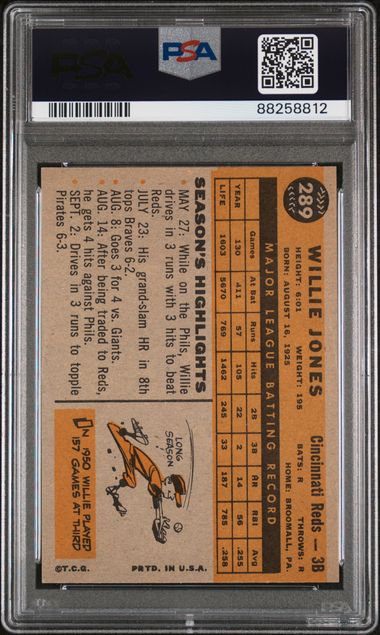 PSA
PSA
88258812
289
WILLIE JONES Cincinnati Reds — 3B
HEIGHT: 6:01 WEIGHT: 195 BATS: R THROWS: R
BORN: AUGUST 16, 1925 HOME: BROOMALL, PA.
MAJOR LEAGUE BATTING RECORD
Games At Bat Runs Hits 2B 3B HR RBI Avg
YEAR 130 411 57 105 22 2 14 56 .255
LIFE 1603 5670 769 1462 245 33 187 785 .258
SEASON'S HIGHLIGHTS
• MAY 27: While on the Phils, Willie
drives in 3 runs with 3 hits to beat
Reds.
• JULY 23: His grand-slam HR in 8th
tops Braves 6-2.
• AUG. 8: Goes 3 for 4 vs. Giants.
• AUG. 14: After being traded to Reds,
he gets 4 hits against Phils.
• SEPT. 2: Drives in 3 runs to topple
Pirates 6-3.
LONG
SEASON
IN 1950 WILLIE PLAYED
157 GAMES AT THIRD
©T.C.G. PRTD. IN U.S.A.